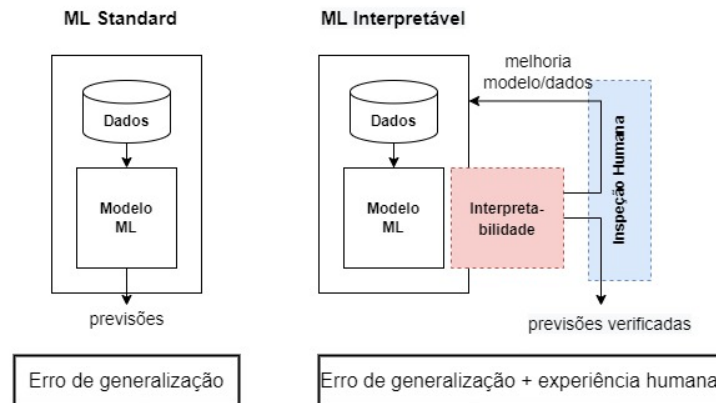 ML Standard
Dados
Modelo
ML
previsões
Erro de generalização
ML Interpretável
melhoria
modelo/dados
Dados
Modelo
ML
Interpreta-
bilidade
Inspeção Humana
previsões verificadas
Erro de generalização + experiência humana